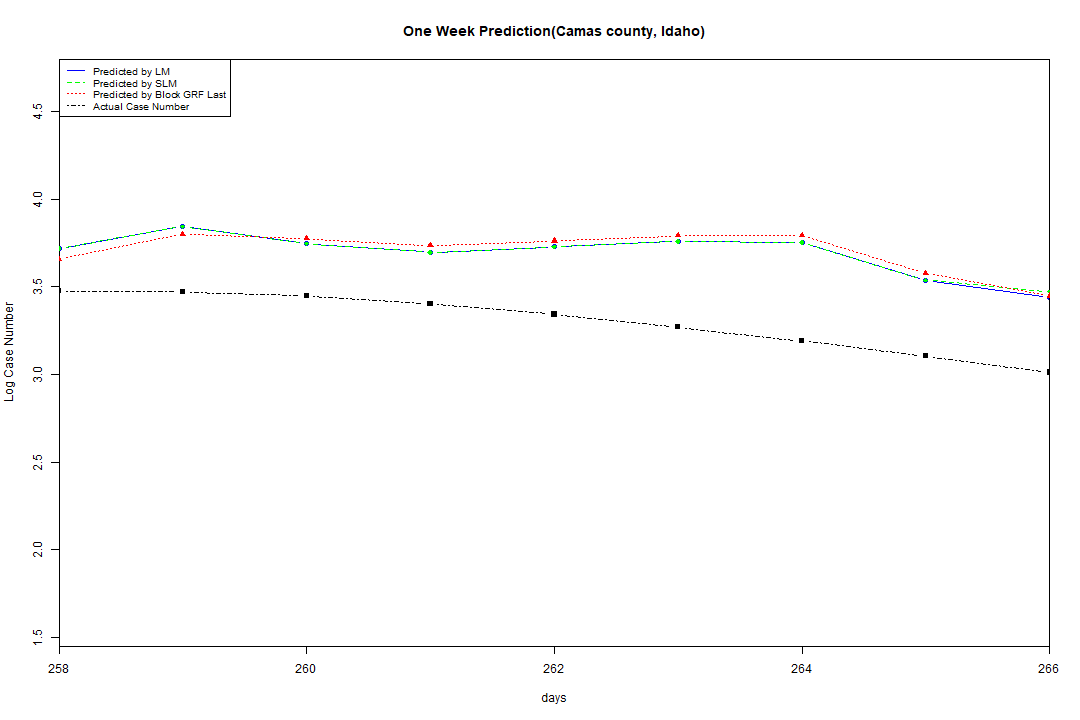 One Week Prediction(Camas county, Idaho)
Predicted by LM
Predicted by SLM
Predicted by Block GRF Last
Actual Case Number
4.5
4.0
3.5
3.0
2.5
2.0
1.5
Log Case Number
258 260 262 264 266
days